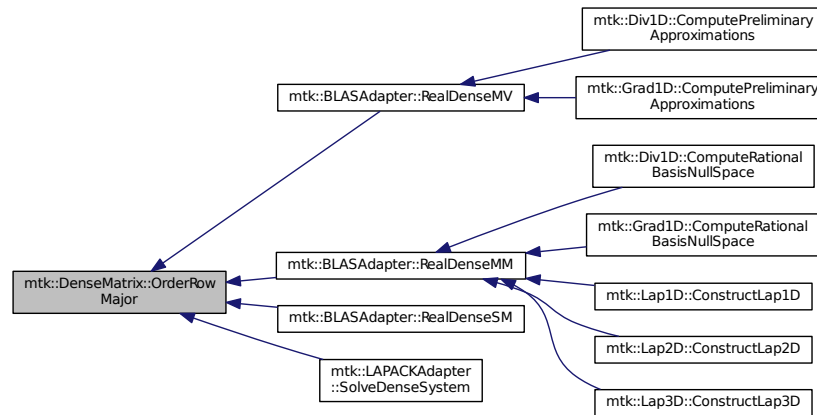 mtk::Div1D::ComputePreliminary
Approximations
mtk::BLASAdapter::RealDenseMV
mtk::Grad1D::ComputePreliminary
Approximations
mtk::Div1D::ComputeRational
BasisNullSpace
mtk::Grad1D::ComputeRational
BasisNullSpace
mtk::BLASAdapter::RealDenseMM
mtk::DenseMatrix::OrderRow
Major
mtk::Lap1D::ConstructLap1D
mtk::BLASAdapter::RealDenseSM
mtk::Lap2D::ConstructLap2D
mtk::LAPACKAdapter
::SolveDenseSystem
mtk::Lap3D::ConstructLap3D